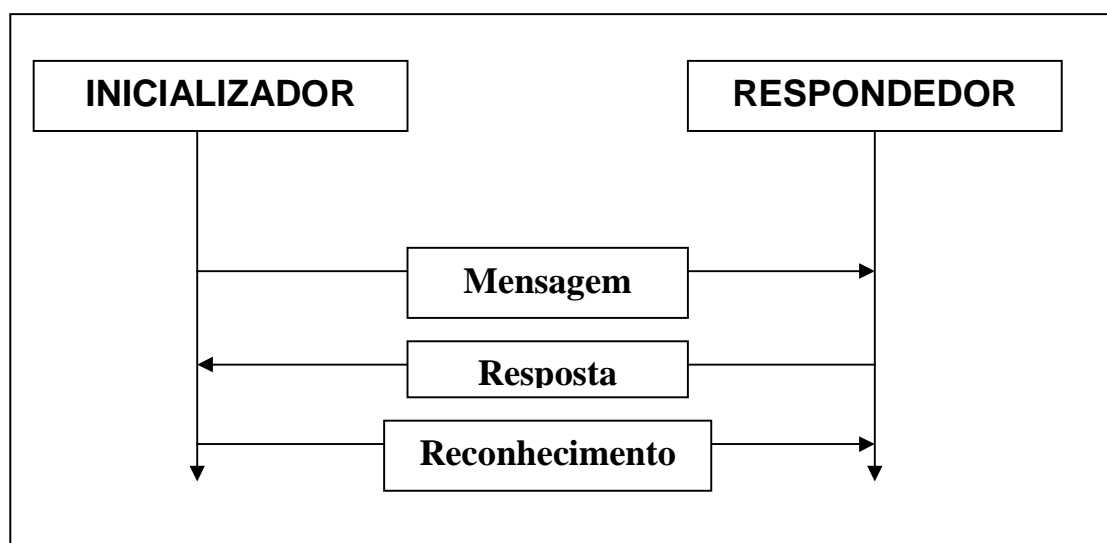 INICIALIZADOR
RESPONDEDOR
Mensagem
Resposta
Reconhecimento